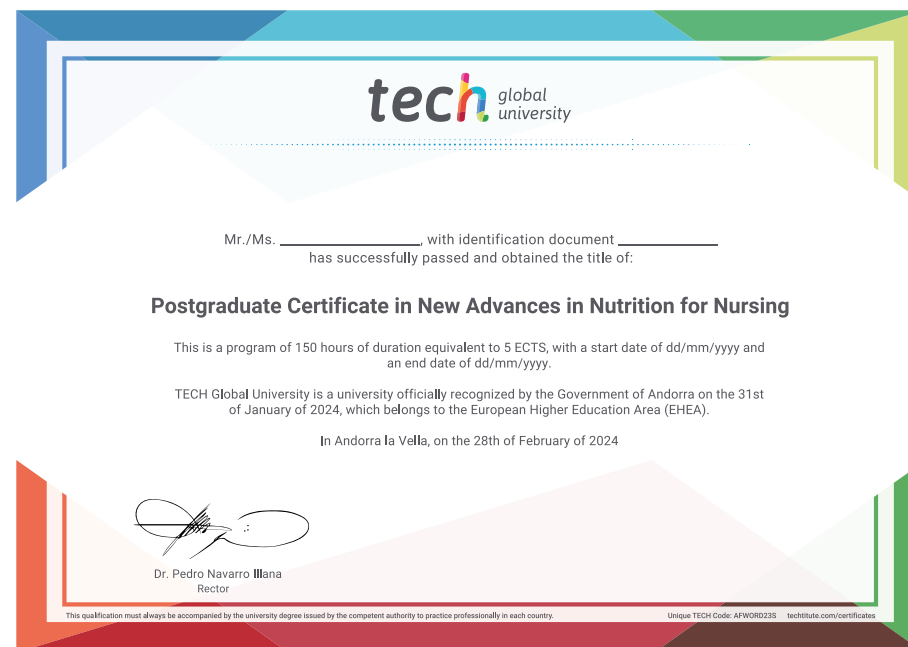 tech global university
Mr./Ms. ____________, with identification document ____________
has successfully passed and obtained the title of:
Postgraduate Certificate in New Advances in Nutrition for Nursing
This is a program of 150 hours of duration equivalent to 5 ECTS, with a start date of dd/mm/yyyy and
an end date of dd/mm/yyyy.
TECH Global University is a university officially recognized by the Government of Andorra on the 31st
of January of 2024, which belongs to the European Higher Education Area (EHEA).
In Andorra la Vella, on the 28th of February of 2024
Dr. Pedro Navarro Illana
Rector
This qualification must always be accompanied by the university degree issued by the competent authority to practice professionally in each country.
Unique TECH Code: AFWORD23S techtitute.com/certificates